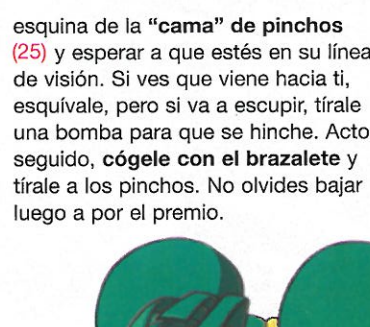 esquina de la “cama” de pinchos
(25) y esperar a que estés en su línea
de visión. Si ves que viene hacia ti,
esquívale, pero si va a escupir, tírale
una bomba para que se hinche. Acto
seguido, cógele con el brazalete y
tírale a los pinchos. No olvides bajar
luego a por el premio.